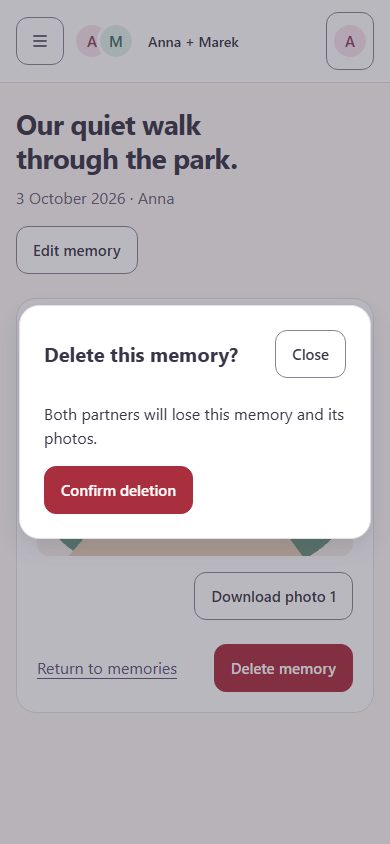 A M Anna + Marek A
Our quiet walk
through the park.
3 October 2026 · Anna
Edit memory
Delete this memory? Close
Both partners will lose this memory and its
photos.
Confirm deletion
Download photo 1
Return to memories Delete memory